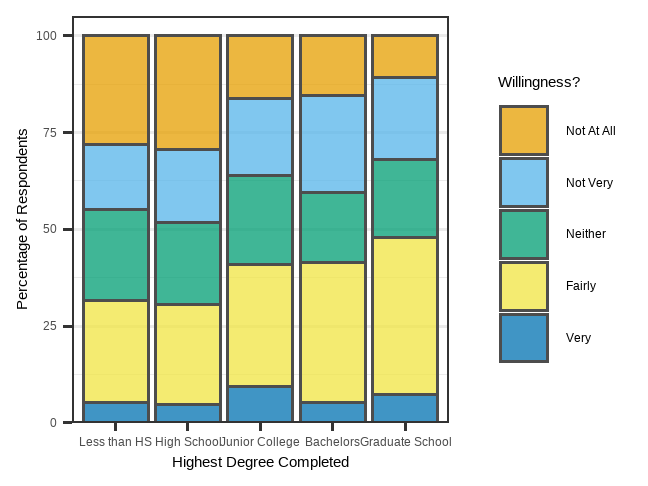 Percentage of Respondents
100
75
50
25
0
Less than HS High School Junior College Bachelors Graduate School
Highest Degree Completed
Willingness?
Not At All
Not Very
Neither
Fairly
Very